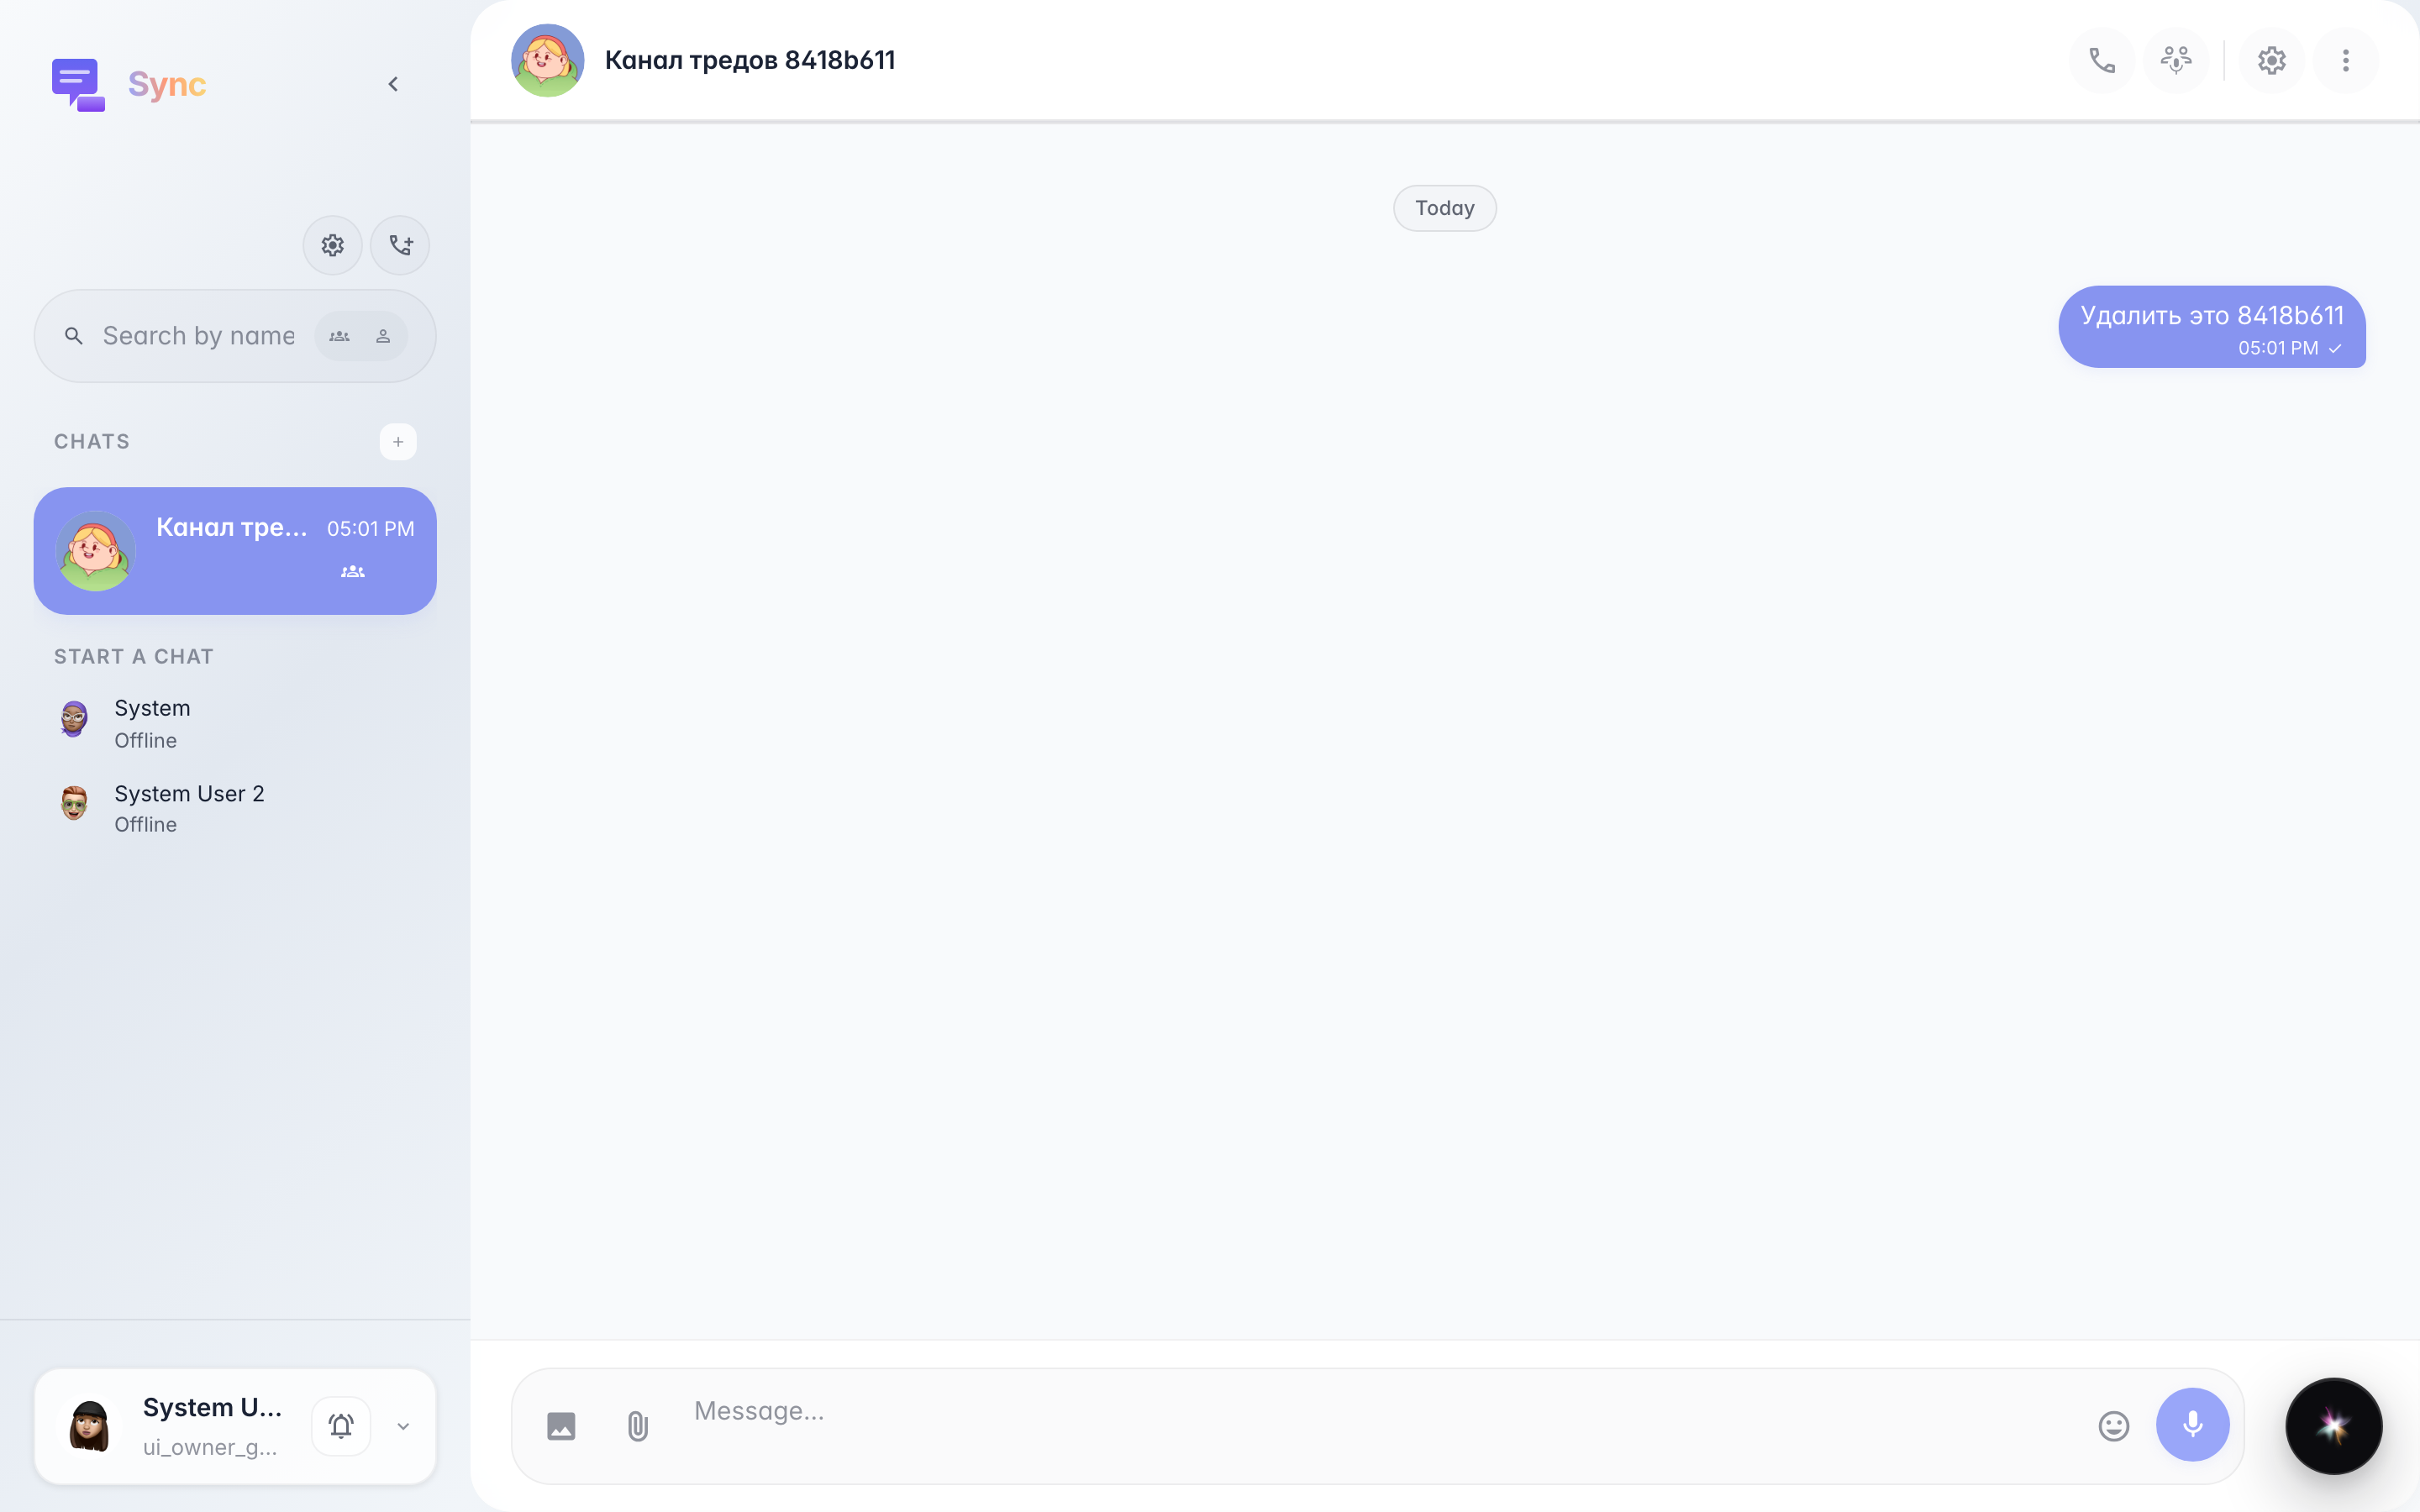 Sync
Search by name
CHATS
Канал тре... 05:01 PM
START A CHAT
System
Offline
System User 2
Offline
System U...
ui_owner_g...
Канал тредов 8418b611
Today
Удалить это 8418b611
05:01 PM
Message...